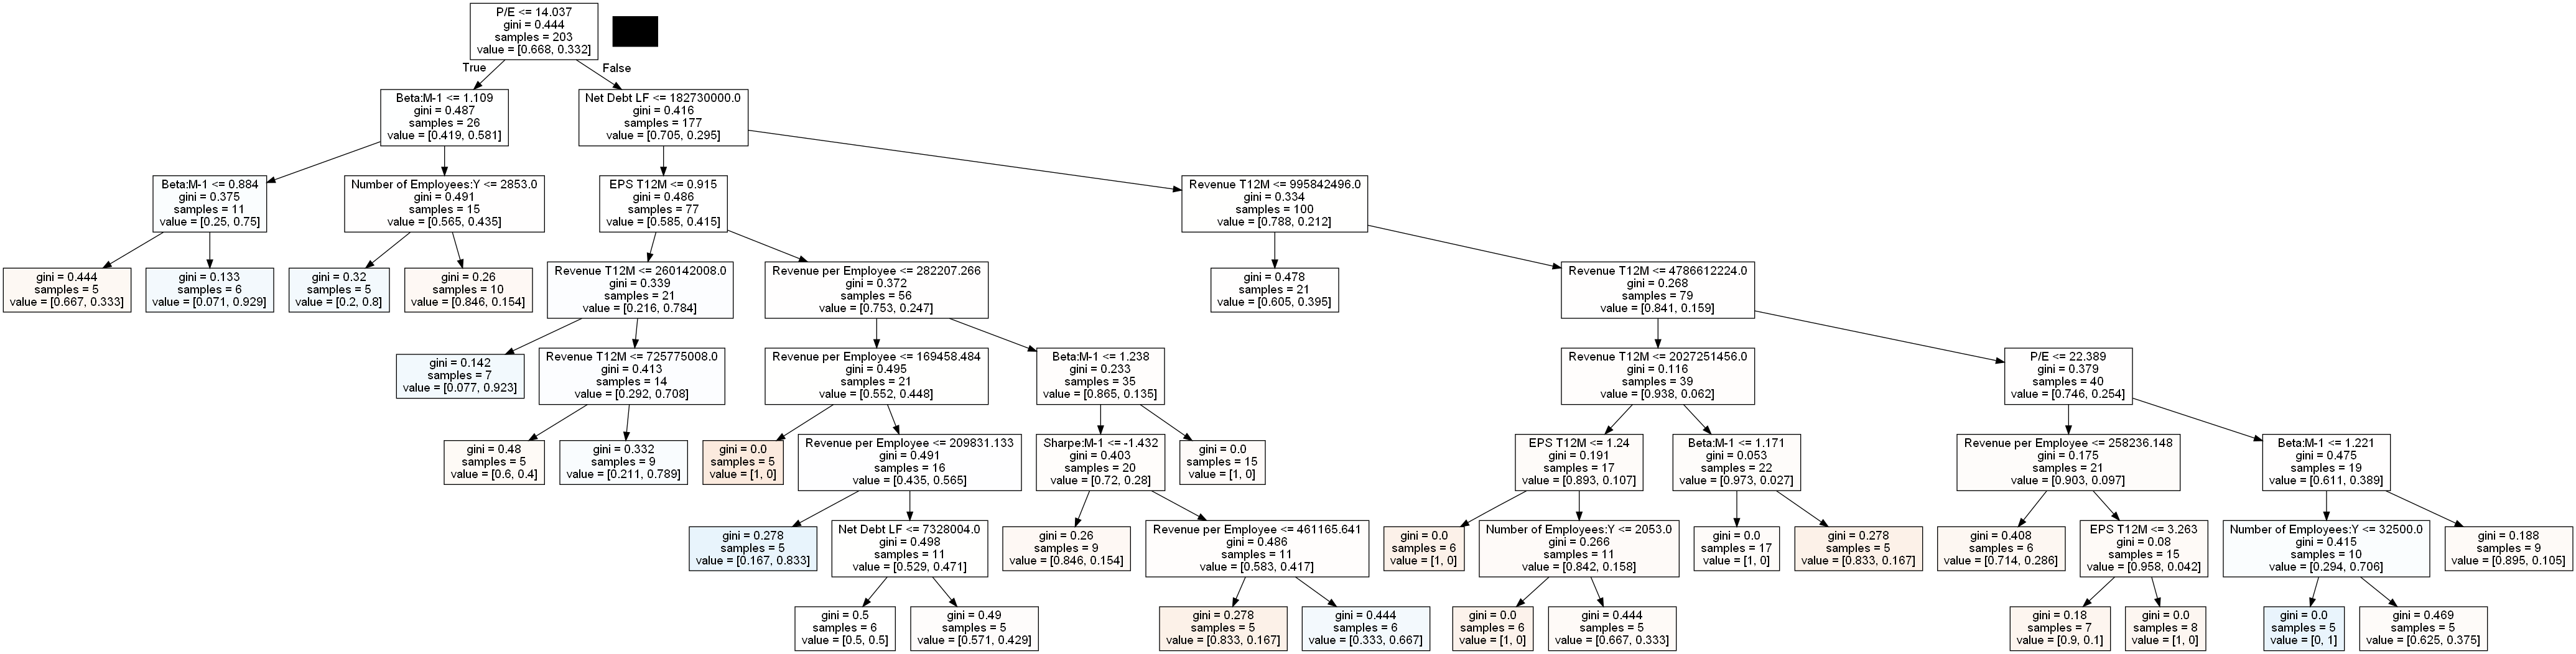 P/E <= 14.037
gini = 0.444
samples = 203
value = [0.668, 0.332]
True
False
Beta:M-1 <= 1.109
gini = 0.487
samples = 26
value = [0.419, 0.581]
Net Debt LF <= 182730000.0
gini = 0.416
samples = 177
value = [0.705, 0.295]
Beta:M-1 <= 0.884
gini = 0.375
samples = 11
value = [0.25, 0.75]
Number of Employees:Y <= 2853.0
gini = 0.491
samples = 15
value = [0.565, 0.435]
EPS T12M <= 0.915
gini = 0.486
samples = 77
value = [0.585, 0.415]
Revenue T12M <= 995842496.0
gini = 0.334
samples = 100
value = [0.788, 0.212]
gini = 0.444
samples = 5
value = [0.667, 0.333]
gini = 0.133
samples = 6
value = [0.071, 0.929]
gini = 0.32
samples = 5
value = [0.2, 0.8]
gini = 0.26
samples = 10
value = [0.846, 0.154]
Revenue T12M <= 260142008.0
gini = 0.339
samples = 21
value = [0.216, 0.784]
Revenue per Employee <= 282207.266
gini = 0.372
samples = 56
value = [0.753, 0.247]
gini = 0.478
samples = 21
value = [0.605, 0.395]
Revenue T12M <= 4786612224.0
gini = 0.268
samples = 79
value = [0.841, 0.159]
gini = 0.142
samples = 7
value = [0.077, 0.923]
Revenue T12M <= 725775008.0
gini = 0.413
samples = 14
value = [0.292, 0.708]
Revenue per Employee <= 169458.484
gini = 0.495
samples = 21
value = [0.552, 0.448]
Beta:M-1 <= 1.238
gini = 0.233
samples = 35
value = [0.865, 0.135]
Revenue T12M <= 2027251456.0
gini = 0.116
samples = 39
value = [0.938, 0.062]
P/E <= 22.389
gini = 0.379
samples = 40
value = [0.746, 0.254]
gini = 0.48
samples = 5
value = [0.6, 0.4]
gini = 0.332
samples = 9
value = [0.211, 0.789]
gini = 0.0
samples = 5
value = [1, 0]
Revenue per Employee <= 209831.133
gini = 0.491
samples = 16
value = [0.435, 0.565]
Sharpe:M-1 <= -1.432
gini = 0.403
samples = 20
value = [0.72, 0.28]
gini = 0.0
samples = 15
value = [1, 0]
EPS T12M <= 1.24
gini = 0.191
samples = 17
value = [0.893, 0.107]
Beta:M-1 <= 1.171
gini = 0.053
samples = 22
value = [0.973, 0.027]
Revenue per Employee <= 258236.148
gini = 0.175
samples = 21
value = [0.903, 0.097]
Beta:M-1 <= 1.221
gini = 0.475
samples = 19
value = [0.611, 0.389]
gini = 0.278
samples = 5
value = [0.167, 0.833]
Net Debt LF <= 7328004.0
gini = 0.498
samples = 11
value = [0.529, 0.471]
gini = 0.26
samples = 9
value = [0.846, 0.154]
Revenue per Employee <= 461165.641
gini = 0.486
samples = 11
value = [0.583, 0.417]
gini = 0.0
samples = 6
value = [1, 0]
Number of Employees:Y <= 2053.0
gini = 0.266
samples = 11
value = [0.842, 0.158]
gini = 0.0
samples = 17
value = [1, 0]
gini = 0.278
samples = 5
value = [0.833, 0.167]
gini = 0.408
samples = 6
value = [0.714, 0.286]
EPS T12M <= 3.263
gini = 0.08
samples = 15
value = [0.958, 0.042]
Number of Employees:Y <= 32500.0
gini = 0.415
samples = 10
value = [0.294, 0.706]
gini = 0.188
samples = 9
value = [0.895, 0.105]
gini = 0.5
samples = 6
value = [0.5, 0.5]
gini = 0.49
samples = 5
value = [0.571, 0.429]
gini = 0.278
samples = 5
value = [0.833, 0.167]
gini = 0.444
samples = 6
value = [0.333, 0.667]
gini = 0.0
samples = 6
value = [1, 0]
gini = 0.444
samples = 5
value = [0.667, 0.333]
gini = 0.18
samples = 7
value = [0.9, 0.1]
gini = 0.0
samples = 8
value = [1, 0]
gini = 0.0
samples = 5
value = [0, 1]
gini = 0.469
samples = 5
value = [0.625, 0.375]